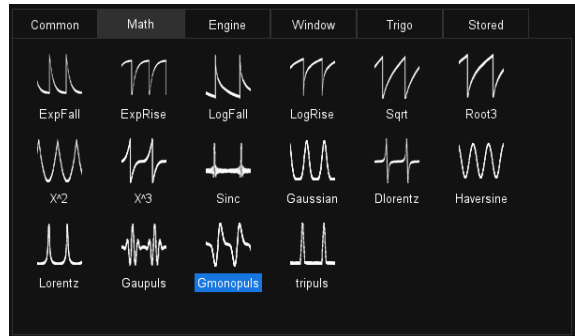 Common Math Engine Window Trigo Stored
ExpFall ExpRise LogFall LogRise Sqrt Root3
X^2 X^3 Sinc Gaussian Dlorentz Haversine
Lorentz Gaupuls Gmonopuls tripuls